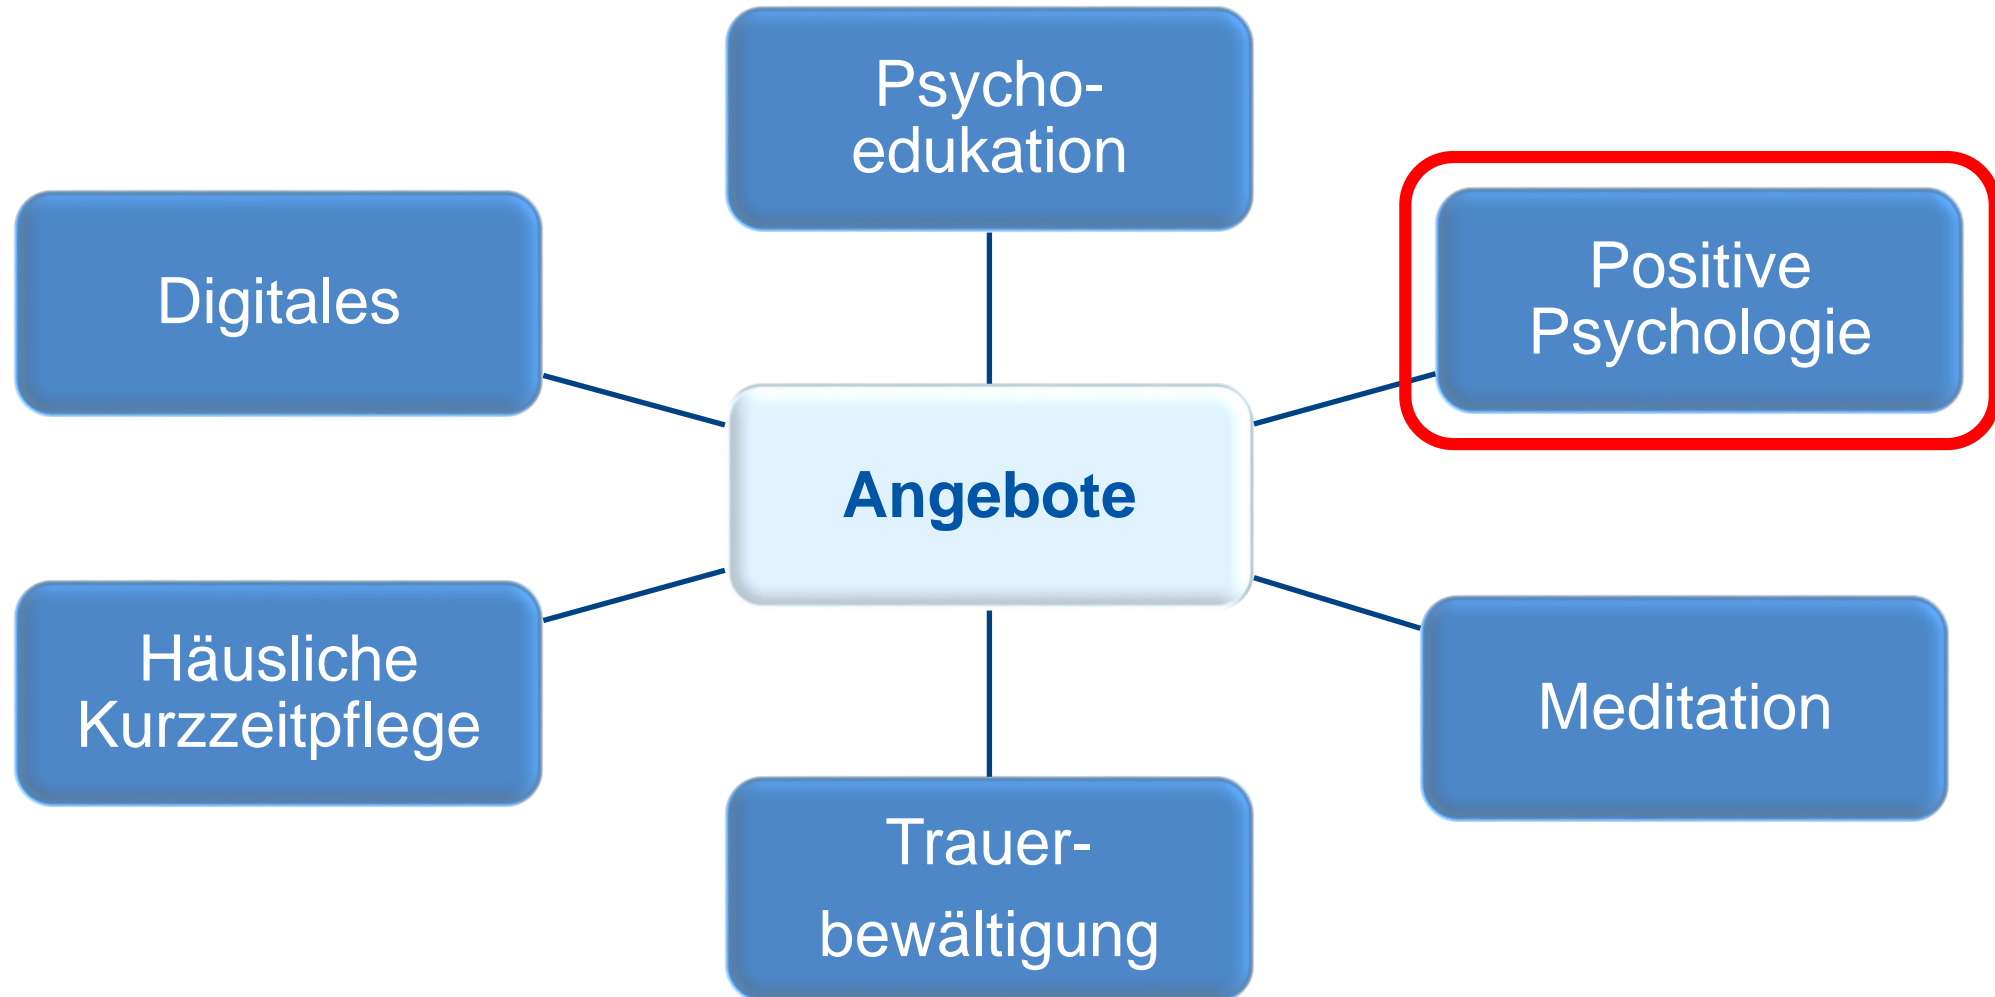 Psycho-
edukation
Positive
Psychologie
Digitales
Angebote
Häusliche
Kurzzeitpflege
Meditation
Trauer-
bewältigung